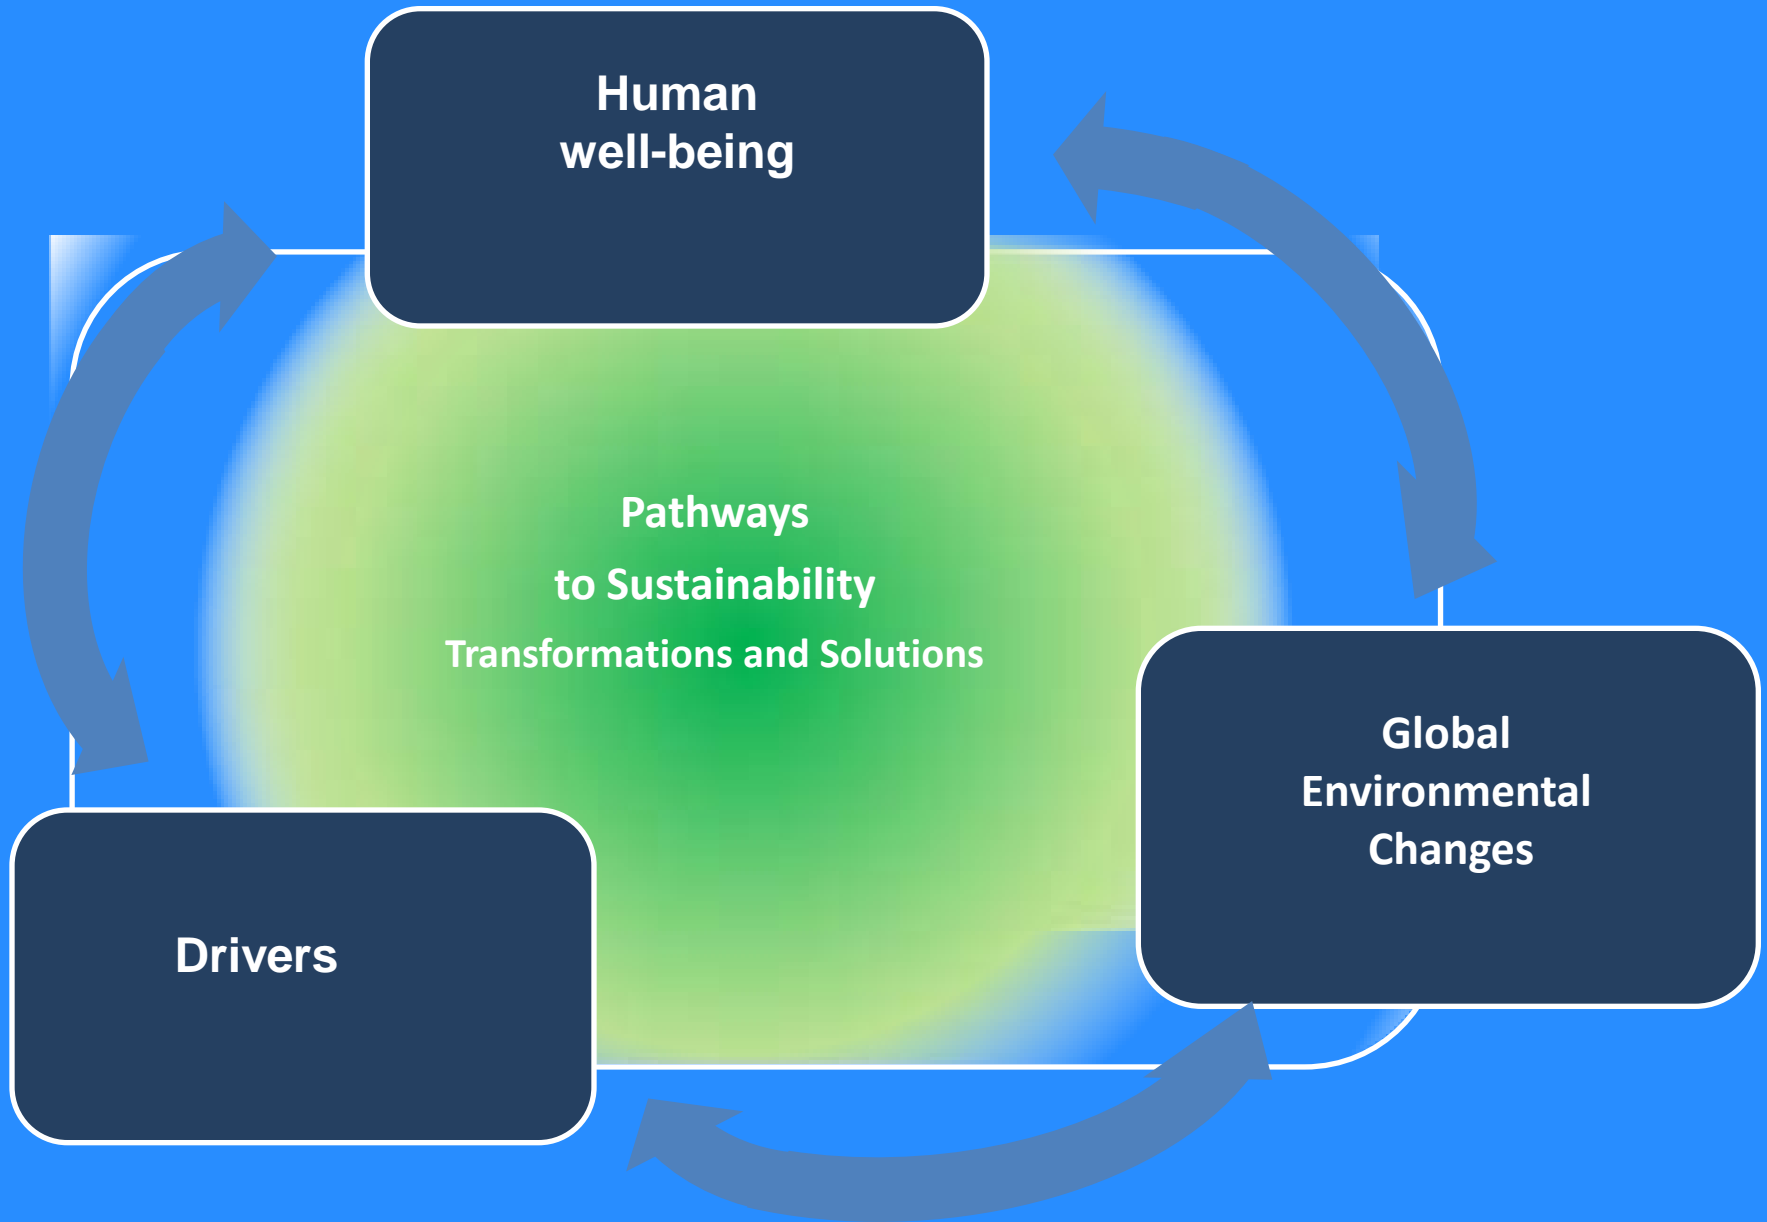 Human
well-being
Pathways
to Sustainability
Transformations and Solutions
Global
Environmental
Changes
Drivers